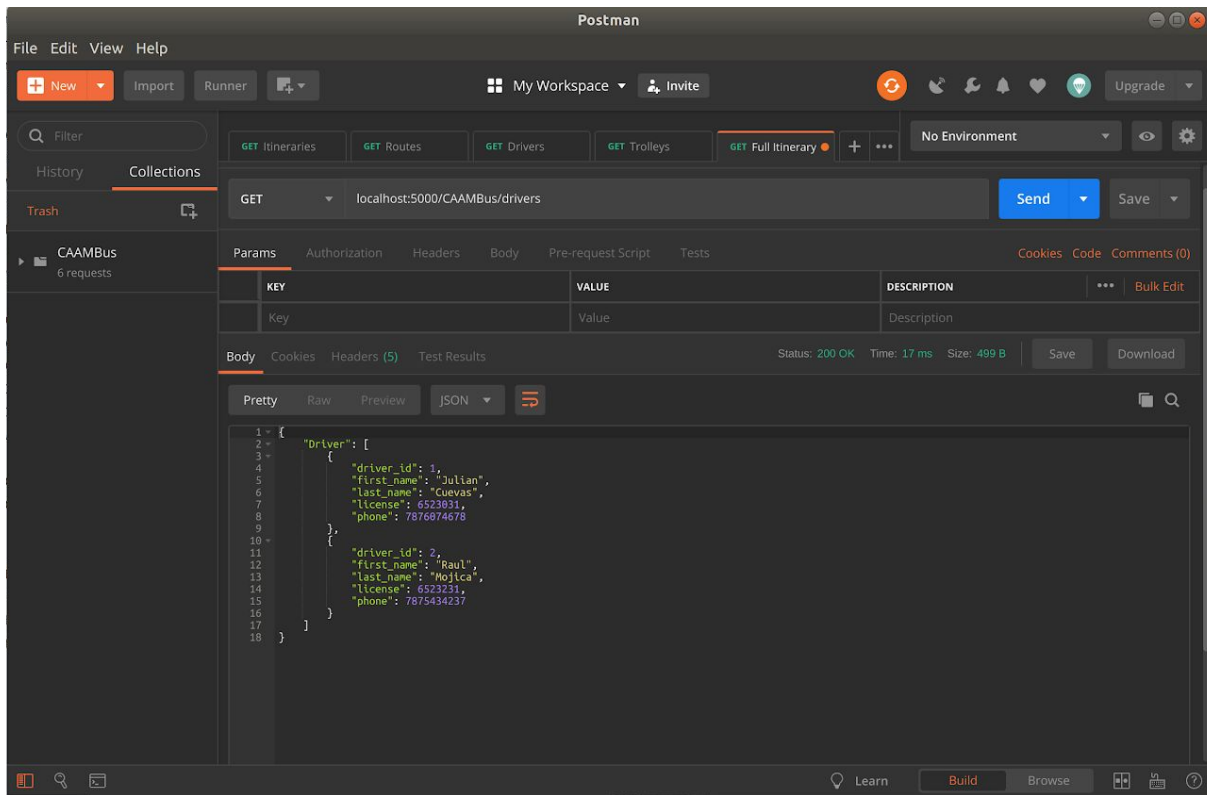 Postman
File Edit View Help
New Import Runner My Workspace Invite Upgrade
Filter
History Collections
Trash
CAAMBus
6 requests
GET Itineraries GET Routes GET Drivers GET Trolleys GET Full Itinerary + ••• No Environment
GET localhost:5000/CAAMBus/drivers Send Save
Params Authorization Headers Body Pre-request Script Tests Cookies Code Comments (0)
KEY VALUE DESCRIPTION ••• Bulk Edit
Key Value Description
Body Cookies Headers (5) Test Results Status: 200 OK Time: 17 ms Size: 499 B Save Download
Pretty Raw Preview JSON
1 {
2 "Driver": [
3 {
4 "driver_id": 1,
5 "first_name": "Julian",
6 "last_name": "Cuevas",
7 "license": 6523031,
8 "phone": 7876074678
9 },
10 {
11 "driver_id": 2,
12 "first_name": "Raul",
13 "last_name": "Mojica",
14 "license": 6523231,
15 "phone": 7875434237
16 }
17 ]
18 }
Learn Build Browse